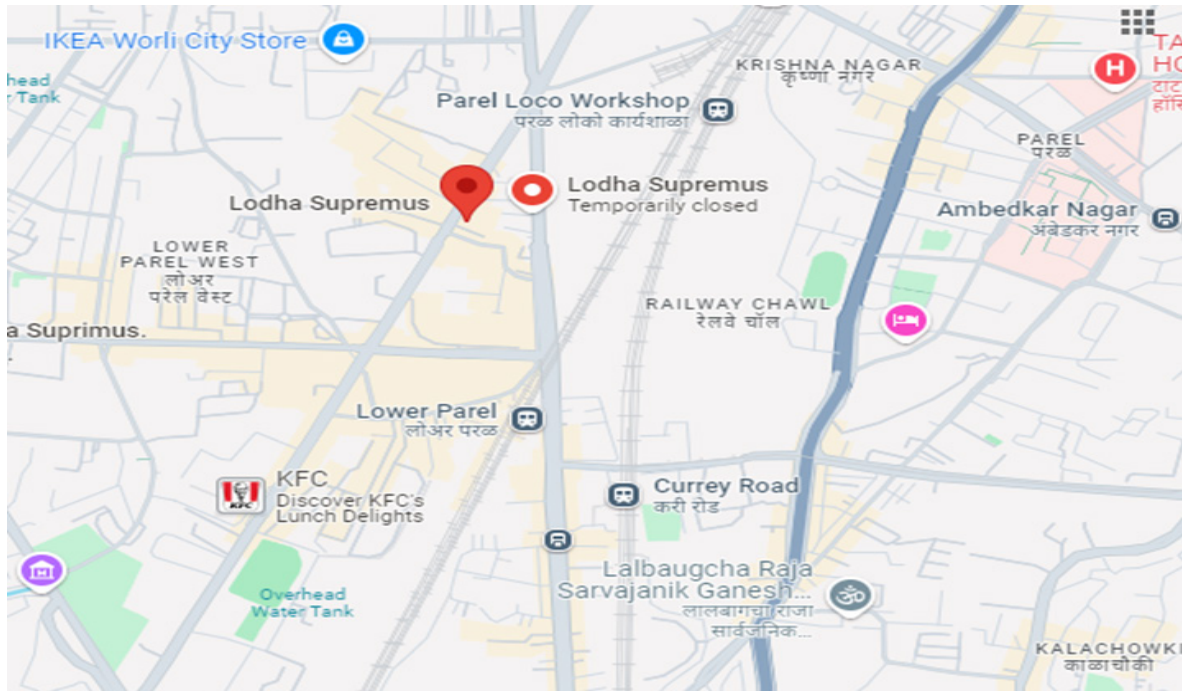 IKEA Worli City Store
head
r Tank
KRISHNA NAGAR
कृष्णा नगर
H
TA
HO
टाटा
हॉस्पि
Parel Loco Workshop
परळ लोको कार्यशाळा
PAREL
परळ
Lodha Supremus
Lodha Supremus
Temporarily closed
Ambedkar Nagar
अंबेडकर नगर
LOWER
PAREL WEST
लोअर
परेल वेस्ट
RAILWAY CHAWL
रेलवे चॉल
a Suprimus.
.
Lower Parel
लोअर परळ
KFC
KFC
Discover KFC's
Lunch Delights
Currey Road
करी रोड
Lalbaugcha Raja
Sarvajanik Ganesh...
लालबागचा राजा
सार्वजनिक...
ॐ
Overhead
Water Tank
KALACHOWKI
काळाचौकी